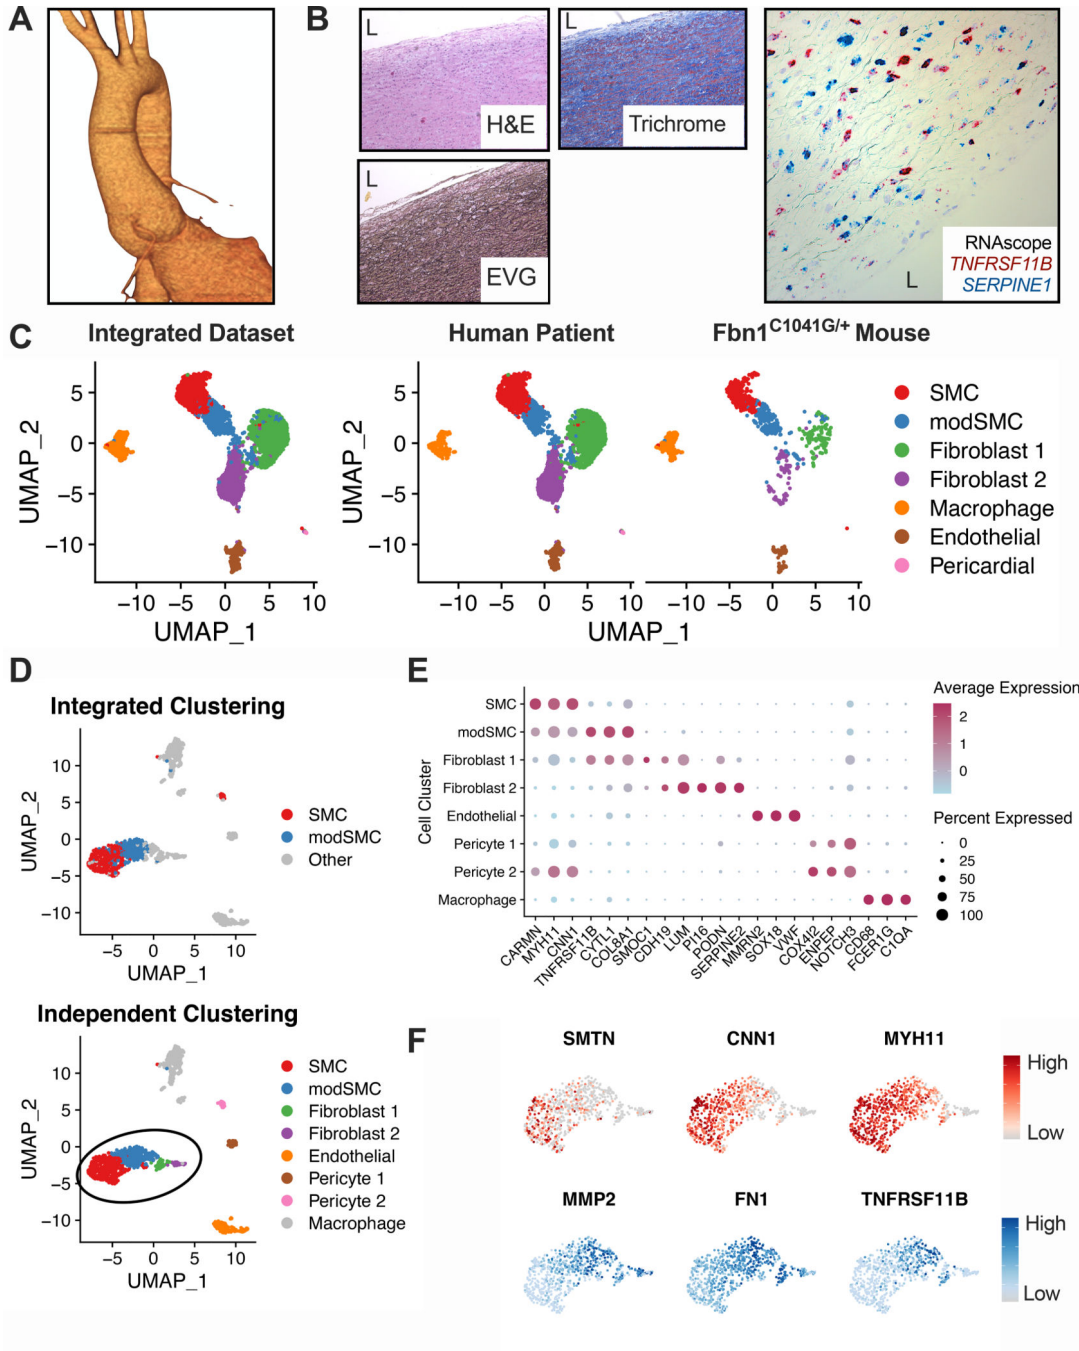 A
B
L
H&E
L
Trichrome
L
EVG
RNAscope
TNFRSF11B
SERPINE1
L
C
Integrated Dataset
Human Patient
Fbn1C1041G/+ Mouse
UMAP_2
5
0
−5
−10
−10 −5 0 5 10
UMAP_1
UMAP_2
5
0
−5
−10
−10 −5 0 5 10
−10 −5 0 5 10
UMAP_1
SMC
modSMC
Fibroblast 1
Fibroblast 2
Macrophage
Endothelial
Pericardial
D
Integrated Clustering
UMAP_2
10
5
0
−5
−10
−5 0 5 10
UMAP_1
SMC
modSMC
Other
Independent Clustering
UMAP_2
10
5
0
−5
−10
−5 0 5 10
UMAP_1
SMC
modSMC
Fibroblast 1
Fibroblast 2
Endothelial
Pericyte 1
Pericyte 2
Macrophage
E
Cell Cluster
SMC
modSMC
Fibroblast 1
Fibroblast 2
Endothelial
Pericyte 1
Pericyte 2
Macrophage
CARMN
MYH11
CNN1
TNFRSF11B
CYTL1
COL8A1
SMOC1
CDH19
LUM
PI16
PODN
SERPINE2
MMRN2
SOX18
VWF
COX4I2
ENPEP
NOTCH3
CD68
FCER1G
C1QA
Average Expression
2
1
0
Percent Expressed
0
25
50
75
100
F
SMTN
CNN1
MYH11
High
Low
MMP2
FN1
TNFRSF11B
High
Low